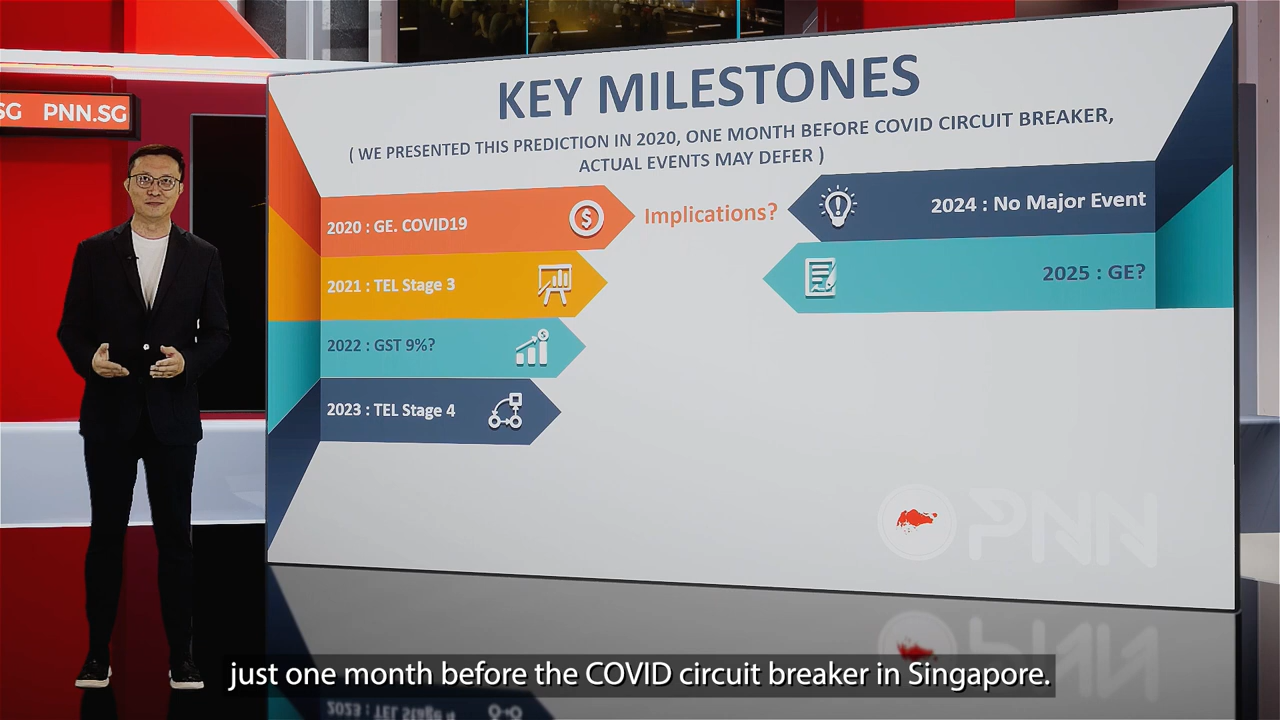 SG PNN.SG
KEY MILESTONES
( WE PRESENTED THIS PREDICTION IN 2020, ONE MONTH BEFORE COVID CIRCUIT BREAKER,
ACTUAL EVENTS MAY DEFER )
2020 : GE. COVID19
Implications?
2024 : No Major Event
2021 : TEL Stage 3
2025 : GE?
2022 : GST 9%?
2023 : TEL Stage 4
PNN
just one month before the COVID circuit breaker in Singapore.